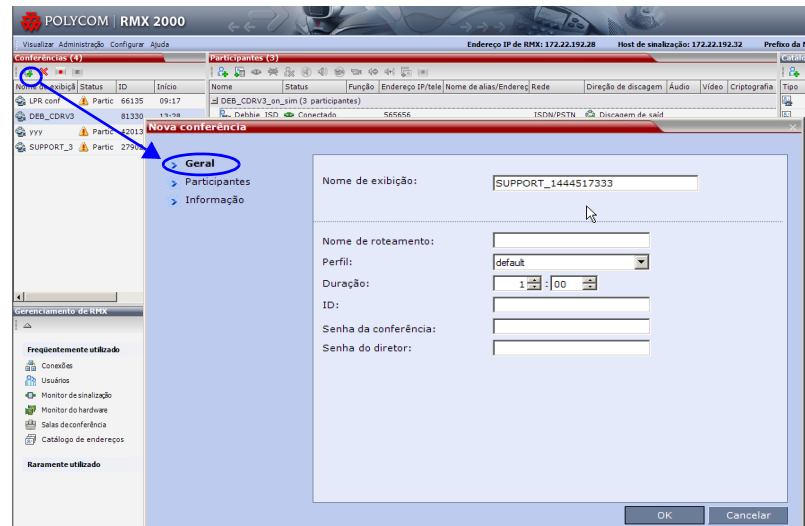 POLYCOM | RMX 2000
Visualizar Administração Configurar Ajuda
Endereço IP de RMX: 172.22.192.28 Host de sinalização: 172.22.192.32 Prefixo da
Conferências (4)
Participantes (3)
Nome de exibiçã Status ID Início
Nome Status Função Endereço IP/tele Nome de alias/Endereç Rede Direção de discagem Áudio Vídeo Criptografia Tipo
LPR conf Partic 66135 09:17
DEB_CDRV3_on_sim (3 participantes)
DEB_CDRV3 81330 13:28
Debbie_ISD Conectado 565656 ISDN/PSTN Discagem de saíd
yyy Partic 42013
SUPPORT_3 Partic
Nova conferência
Geral
Participantes
Informação
Nome de exibição: SUPPORT_1444517333
Nome de roteamento:
Perfil: default
Duração: 1 : 00
ID:
Senha da conferência:
Senha do diretor:
Gerenciamento de RMX
Freqüentemente utilizado
Conexões
Usuários
Monitor de sinalização
Monitor do hardware
Salas deconferência
Catálogo de endereços
Raramente utilizado
OK Cancelar